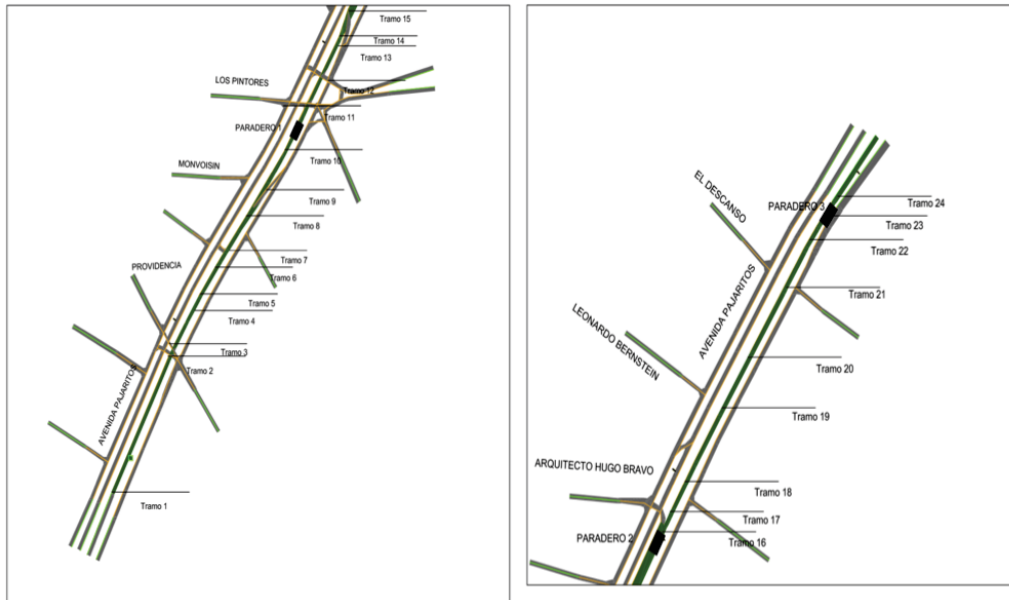 Tramo 15
Tramo 14
Tramo 13
LOS PINTORES
Tramo 12
Tramo 11
PARADERO 1
Tramo 10
MONVOISIN
Tramo 9
Tramo 8
Tramo 7
PROVIDENCIA
Tramo 6
Tramo 5
Tramo 4
Tramo 3
Tramo 2
AVENIDA PAJARITOS
Tramo 1
EL DESCANSO
PARADERO 3
Tramo 24
Tramo 23
Tramo 22
AVENIDA PAJARITOS
Tramo 21
LEONARDO BERNSTEIN
Tramo 20
Tramo 19
ARQUITECTO HUGO BRAVO
Tramo 18
Tramo 17
PARADERO 2
Tramo 16